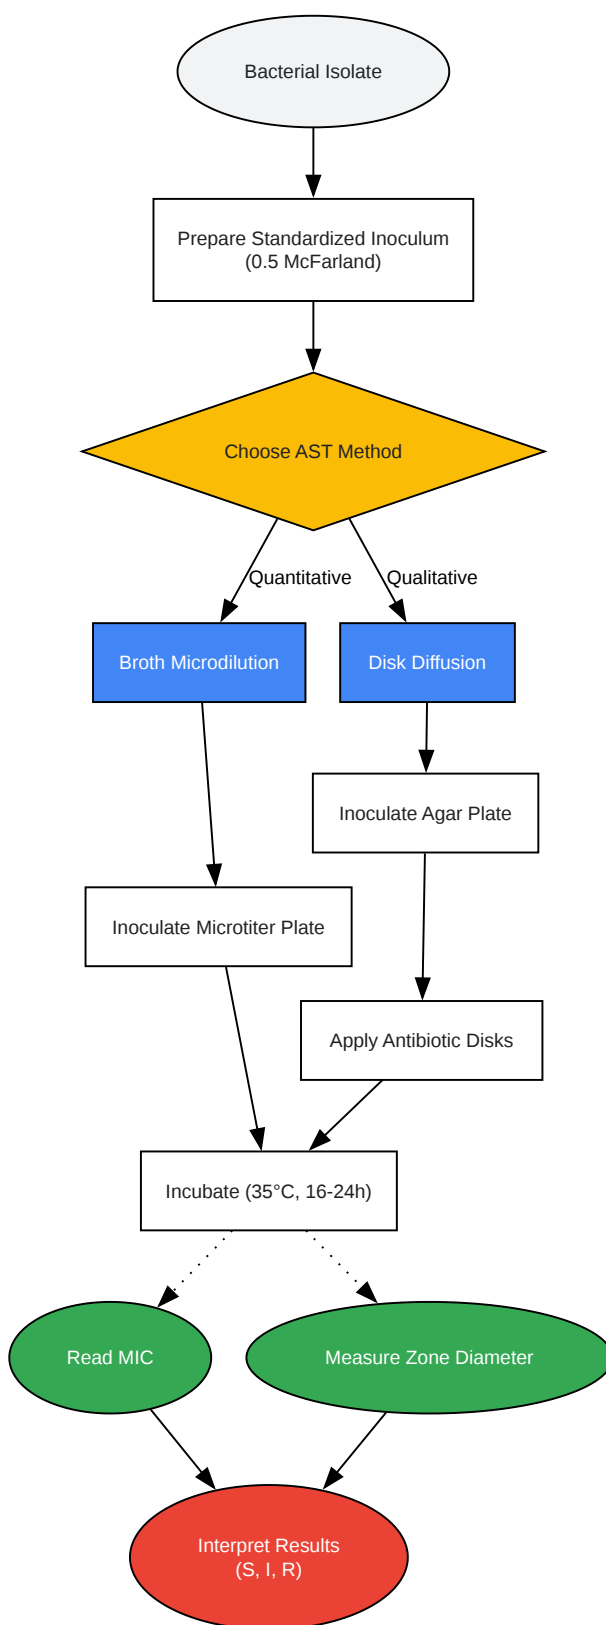 Bacterial Isolate
Prepare Standardized Inoculum
(0.5 McFarland)
Choose AST Method
Quantitative
Qualitative
Broth Microdilution
Disk Diffusion
Inoculate Agar Plate
Inoculate Microtiter Plate
Apply Antibiotic Disks
Incubate (35°C, 16-24h)
Read MIC
Measure Zone Diameter
Interpret Results
(S, I, R)